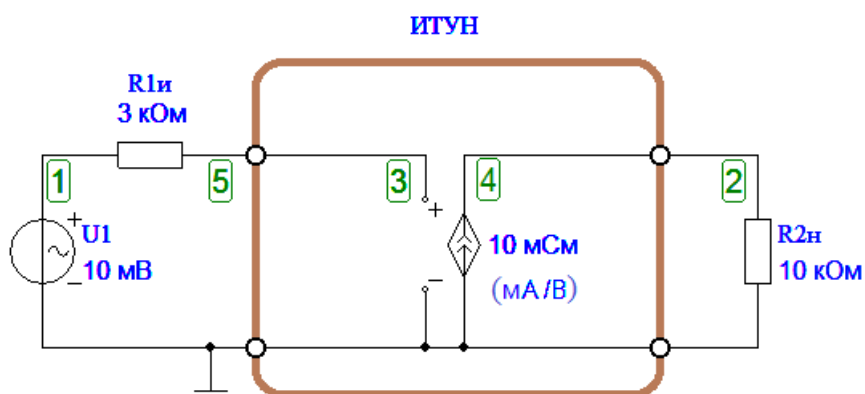 ИТУН
R1и
3 кОм
1
5
3
4
2
+
U1
10 мВ
−
+
−
10 мСм
(мА/В)
R2н
10 кОм